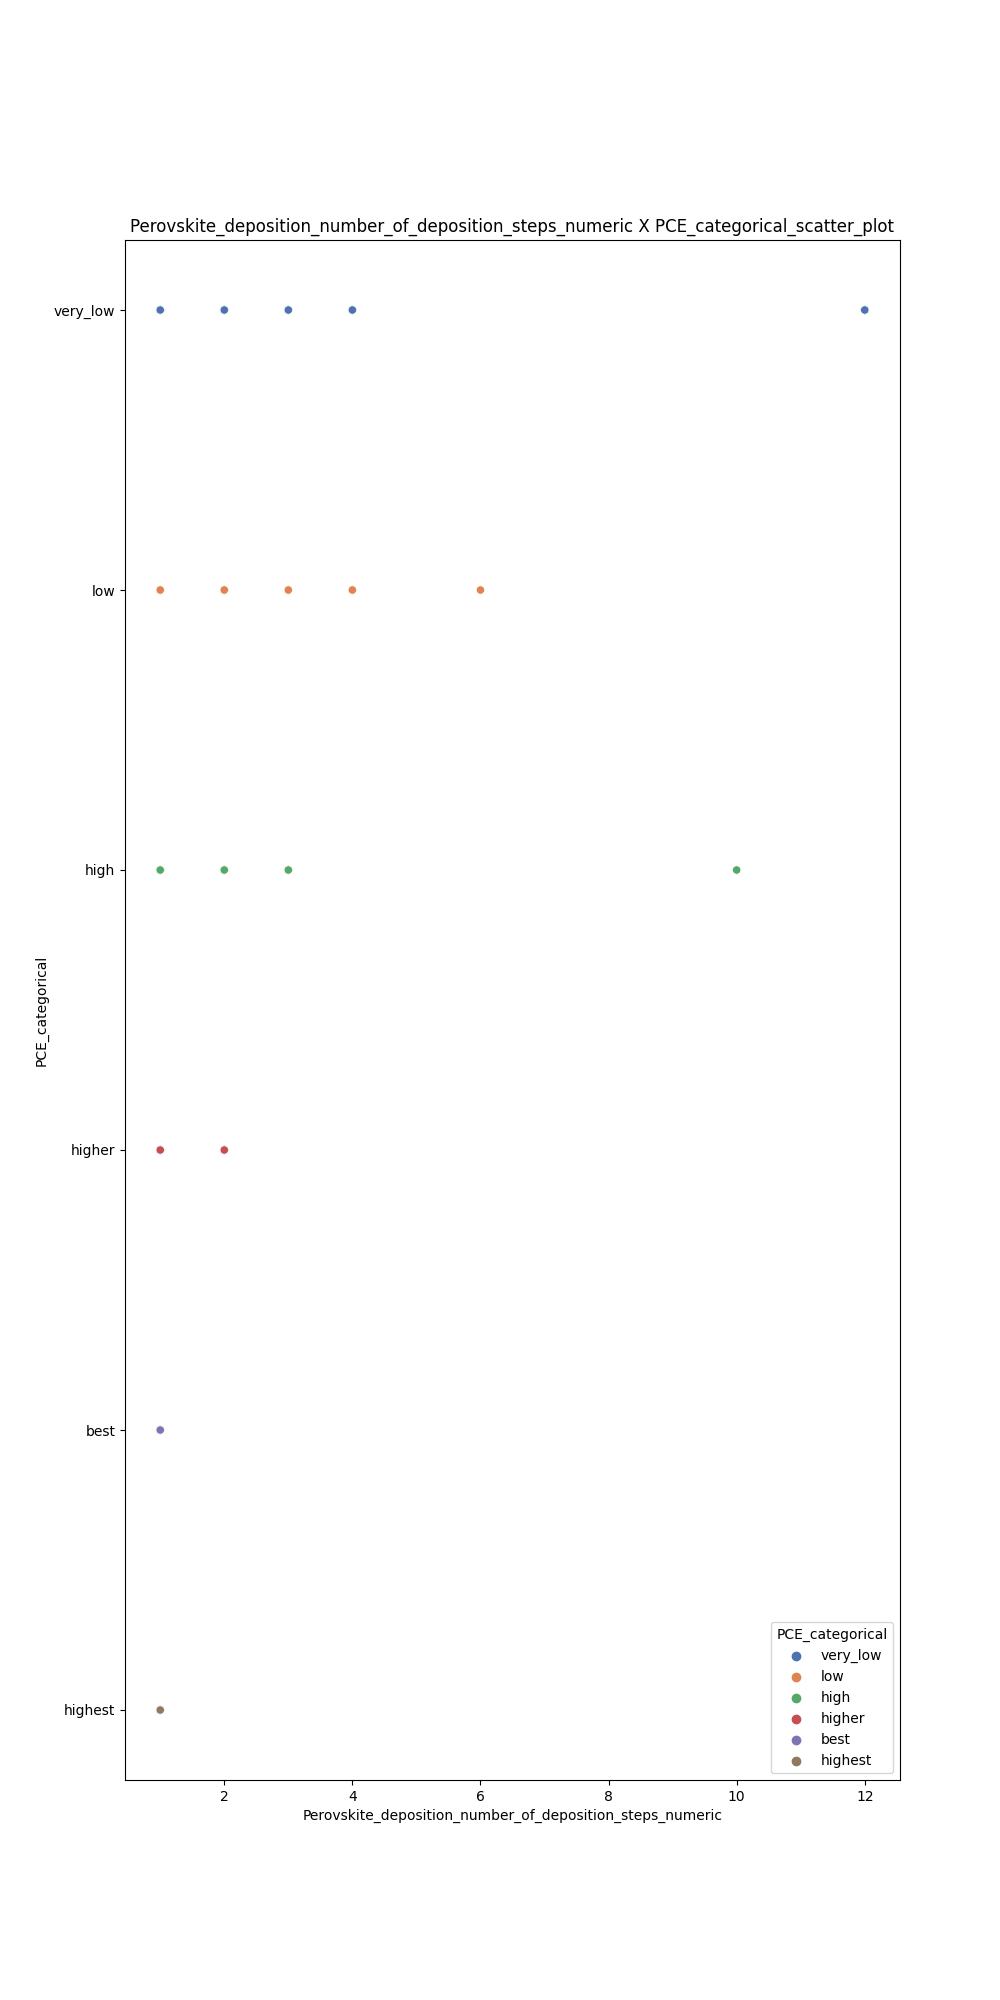 Perovskite_deposition_number_of_deposition_steps_numeric X PCE_categorical_scatter_plot
very_low
low
high
PCE_categorical
higher
best
highest
PCE_categorical
very_low
low
high
higher
best
highest
2 4 6 8 10 12
Perovskite_deposition_number_of_deposition_steps_numeric